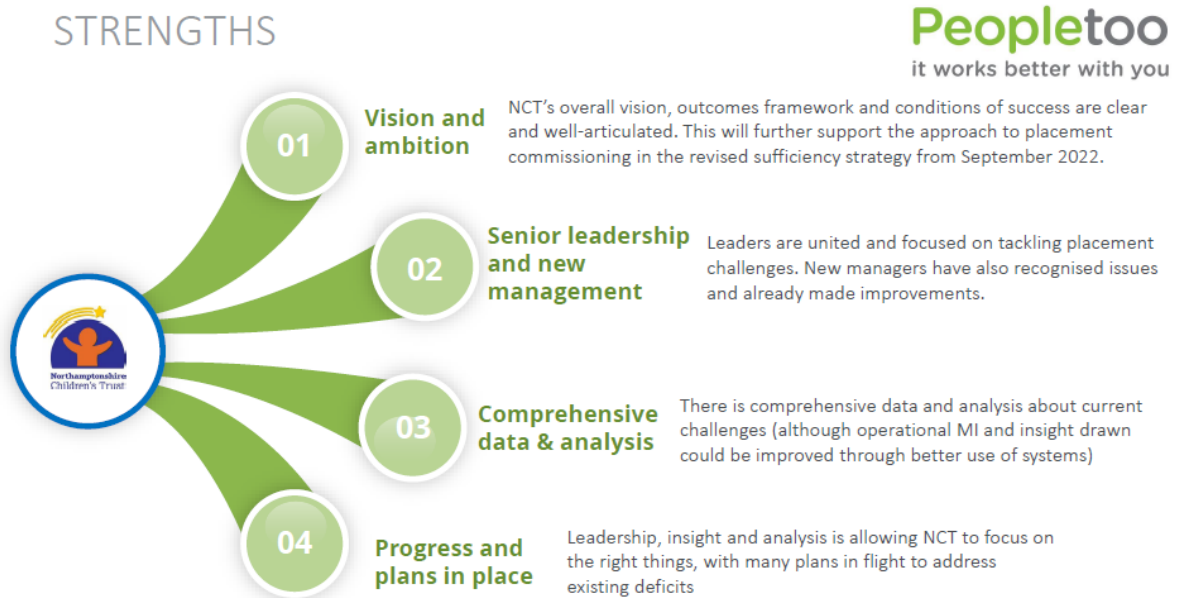 STRENGTHS
Peopletoo
it works better with you
01
Vision and
ambition
NCT’s overall vision, outcomes framework and conditions of success are clear
and well-articulated. This will further support the approach to placement
commissioning in the revised sufficiency strategy from September 2022.
02
Senior leadership
and new
management
Leaders are united and focused on tackling placement
challenges. New managers have also recognised issues
and already made improvements.
Northamptonshire
Children's Trust
03
Comprehensive
data & analysis
There is comprehensive data and analysis about current
challenges (although operational MI and insight drawn
could be improved through better use of systems)
04
Progress and
plans in place
Leadership, insight and analysis is allowing NCT to focus on
the right things, with many plans in flight to address
existing deficits